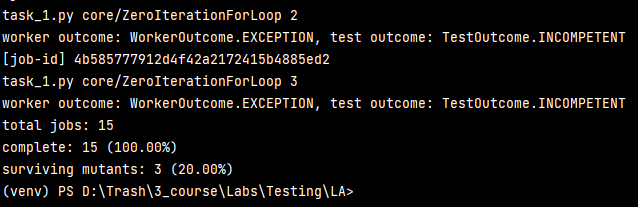 task_1.py core/ZeroIterationForLoop 2
worker outcome: WorkerOutcome.EXCEPTION, test outcome: TestOutcome.INCOMPETENT
[job-id] 4b585777912d4f42a2172415b4885ed2
task_1.py core/ZeroIterationForLoop 3
worker outcome: WorkerOutcome.EXCEPTION, test outcome: TestOutcome.INCOMPETENT
total jobs: 15
complete: 15 (100.00%)
surviving mutants: 3 (20.00%)
(venv) PS D:\Trash\3_course\Labs\Testing\LA>